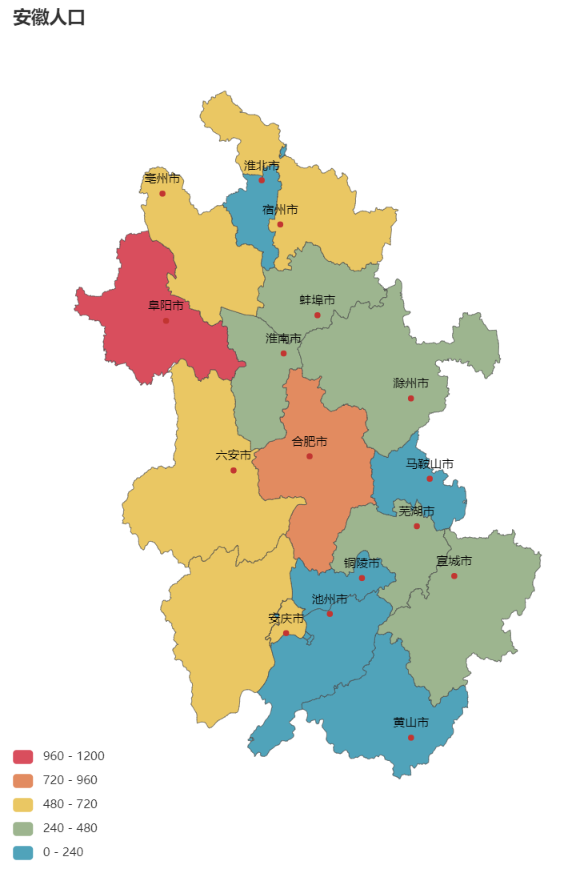 安徽人口
淮北市
亳州市
宿州市
蚌埠市
阜阳市
淮南市
滁州市
合肥市
六安市
马鞍山市
芜湖市
宣城市
铜陵市
池州市
安庆市
黄山市
960 - 1200
720 - 960
480 - 720
240 - 480
0 - 240